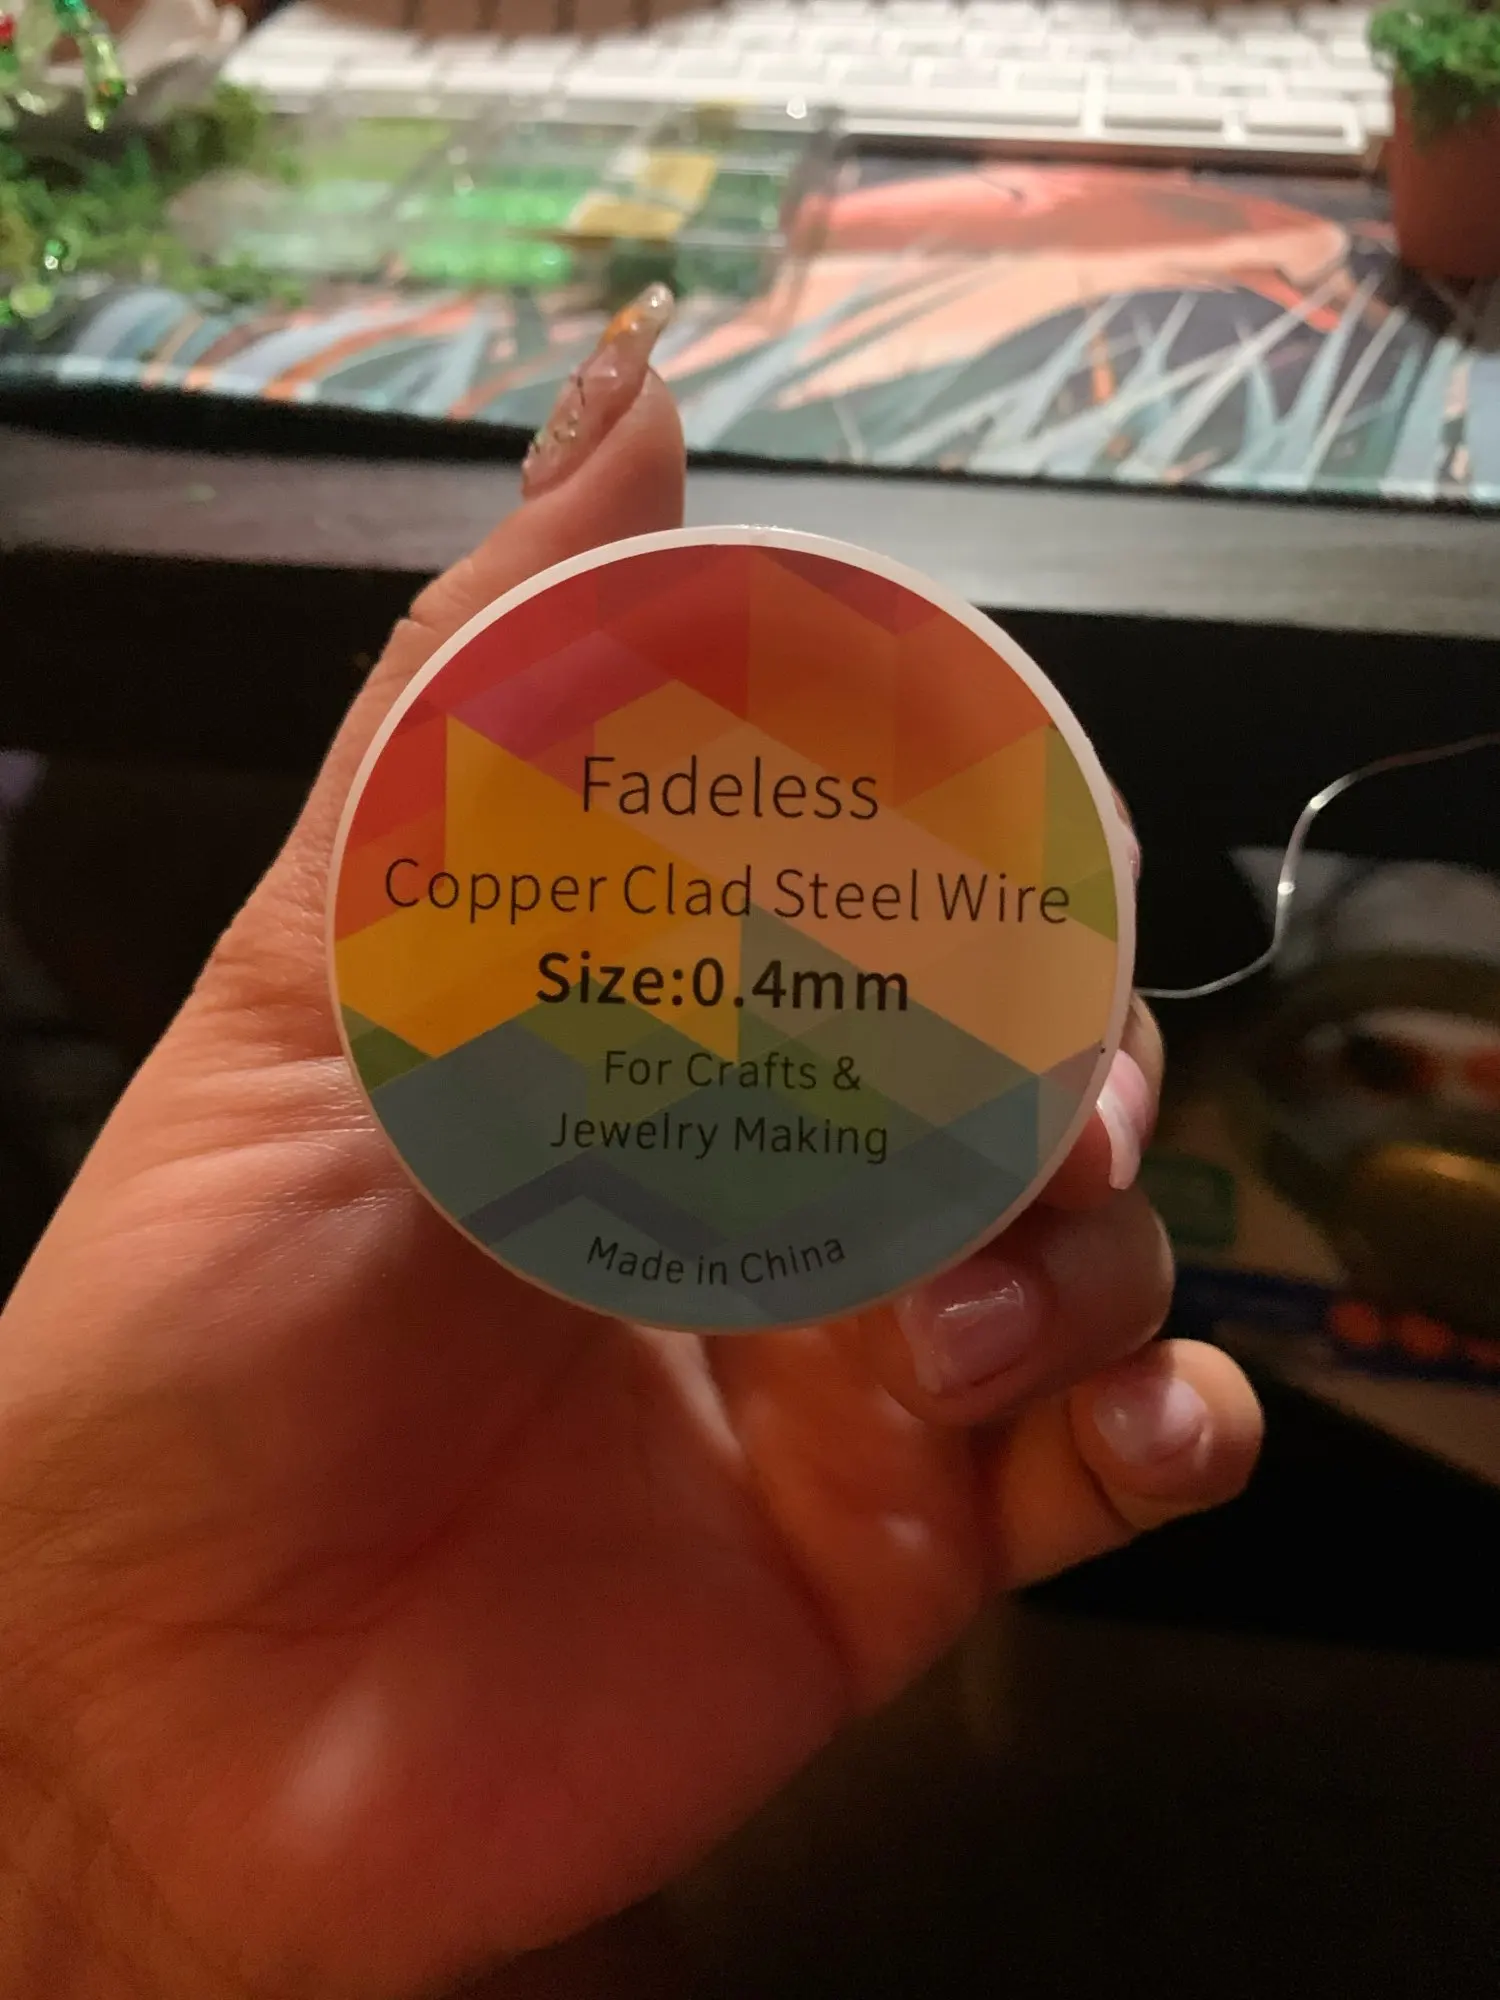 Fadeless
Copper Clad Steel Wire
Size:0.4mm
For Crafts &
Jewelry Making
Made in China